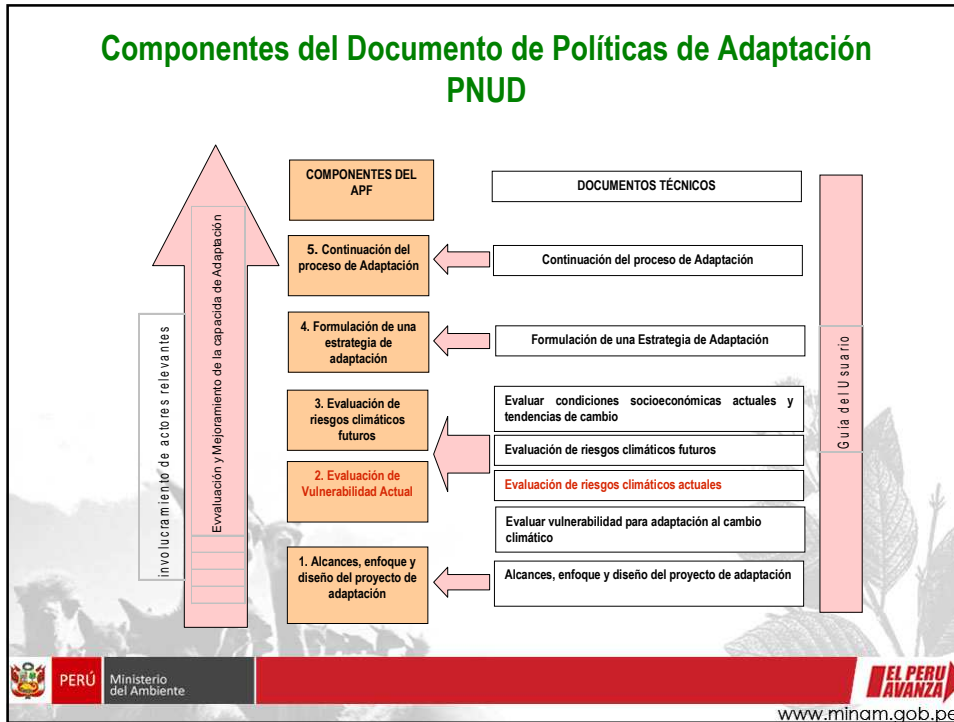 Componentes del Documento de Políticas de Adaptación
PNUD
COMPONENTES DEL
APF
DOCUMENTOS TÉCNICOS
5. Continuación del
proceso de Adaptación
Continuación del proceso de Adaptación
4. Formulación de una
estrategia de
adaptación
Formulación de una Estrategia de Adaptación
3. Evaluación de
riesgos climáticos
futuros
Evaluar condiciones socioeconómicas actuales y
tendencias de cambio
Evaluación de riesgos climáticos futuros
2. Evaluación de
Vulnerabilidad Actual
Evaluación de riesgos climáticos actuales
Evaluar vulnerabilidad para adaptación al cambio
climático
1. Alcances, enfoque y
diseño del proyecto de
adaptación
Alcances, enfoque y diseño del proyecto de adaptación
involucramiento de actores relevantes
Evvaluación y Mejoramiento de la capacida de Adaptación
Guía del Usuario
PERÚ
Ministerio
del Ambiente
EL PERU
AVANZA
www.minam.gob.pe